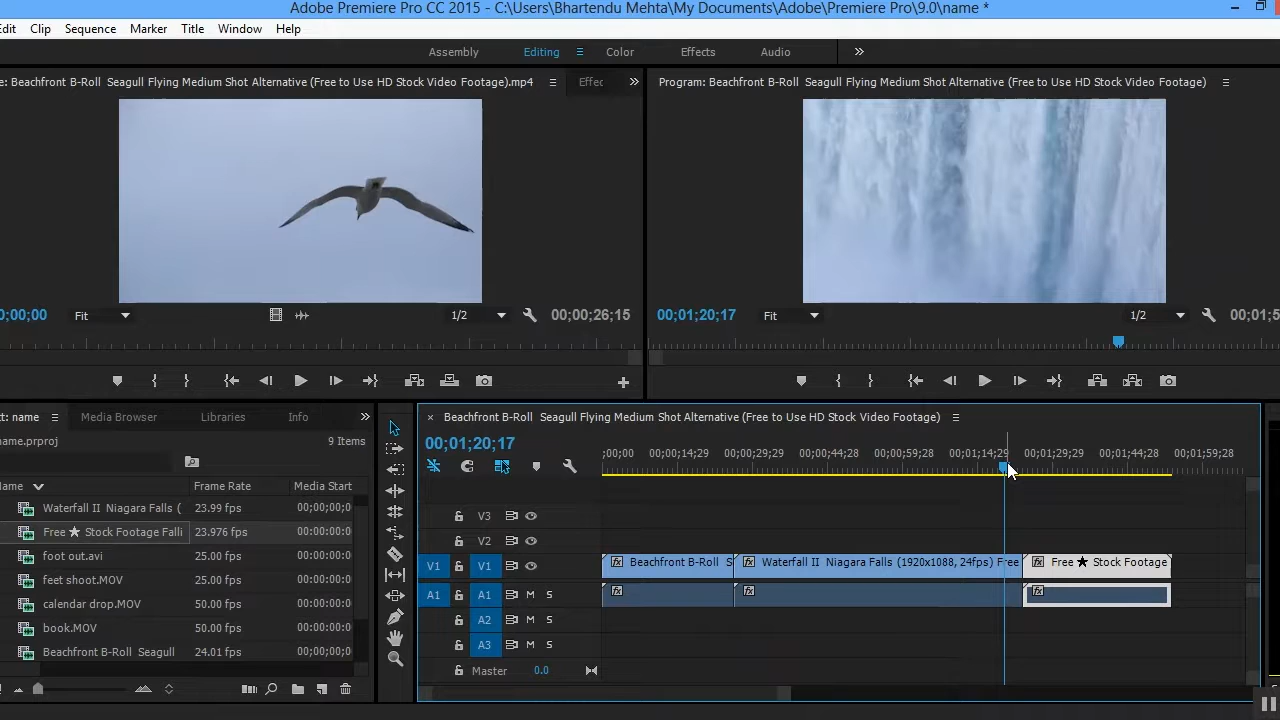 Adobe Premiere Pro CC 2015 - C:\Users\Bhartendu Mehta\My Documents\Adobe\Premiere Pro\9.0\name *
Edit Clip Sequence Marker Title Window Help
Assembly Editing Color Effects Audio
e: Beachfront B-Roll Seagull Flying Medium Shot Alternative (Free to Use HD Stock Video Footage).mp4 Effec
Program: Beachfront B-Roll Seagull Flying Medium Shot Alternative (Free to Use HD Stock Video Footage)
0;00;00 Fit 1/2 00;00;26;15
00;01;20;17 Fit 1/2 00;01;5
ct: name Media Browser Libraries Info
name.prproj 9 Items
Name Frame Rate Media Start
Waterfall II Niagara Falls ( 23.99 fps 00;00;00;0
Free ★ Stock Footage Falli 23.976 fps 00:00:00:0
foot out.avi 25.00 fps 00:00:00:0
feet shoot.MOV 25.00 fps 00:00:00:0
calendar drop.MOV 50.00 fps 00:00:00:0
book.MOV 50.00 fps 00:00:00:0
Beachfront B-Roll Seagull 24.01 fps 00;00;00;0
× Beachfront B-Roll Seagull Flying Medium Shot Alternative (Free to Use HD Stock Video Footage)
00;01;20;17
;00;00 00;00;14;29 00;00;29;29 00;00;44;28 00;00;59;28 00;01;14;29 00;01;29;29 00;01;44;28 00;01;59;28
V3
V2
V1 V1 fx Beachfront B-Roll S fx Waterfall II Niagara Falls (1920x1088, 24fps) Free fx Free ★ Stock Footage
A1 A1 M S fx fx fx
A2 M S
A3 M S
Master 0.0